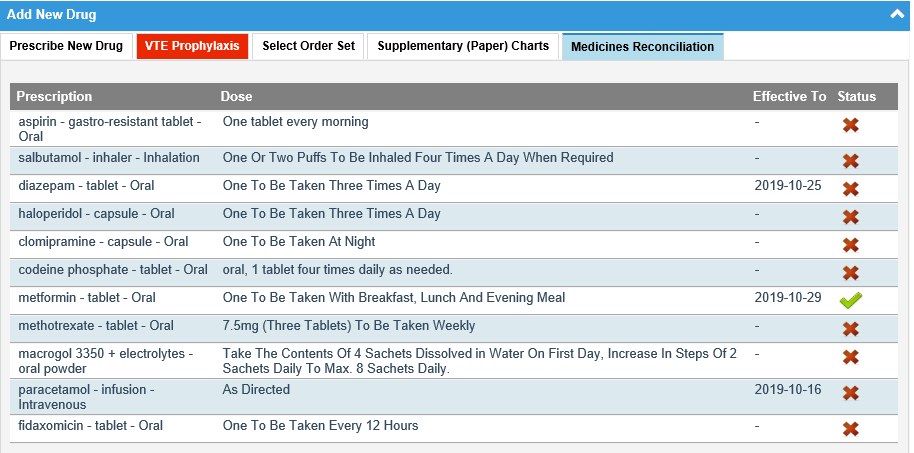 Add New Drug
Prescribe New Drug VTE Prophylaxis Select Order Set Supplementary (Paper) Charts Medicines Reconciliation
Prescription Dose Effective To Status
aspirin - gastro-resistant tablet - One tablet every morning -
Oral
salbutamol - inhaler - Inhalation One Or Two Puffs To Be Inhaled Four Times A Day When Required -
diazepam - tablet - Oral One To Be Taken Three Times A Day 2019-10-25
haloperidol - capsule - Oral One To Be Taken Three Times A Day -
clomipramine - capsule - Oral One To Be Taken At Night -
codeine phosphate - tablet - Oral oral, 1 tablet four times daily as needed. -
metformin - tablet - Oral One To Be Taken With Breakfast, Lunch And Evening Meal 2019-10-29
methotrexate - tablet - Oral 7.5mg (Three Tablets) To Be Taken Weekly -
macrogol 3350 + electrolytes - Take The Contents Of 4 Sachets Dissolved in Water On First Day, Increase In Steps Of 2 -
oral powder Sachets Daily To Max. 8 Sachets Daily.
paracetamol - infusion - As Directed 2019-10-16
Intravenous
fidaxomicin - tablet - Oral One To Be Taken Every 12 Hours -